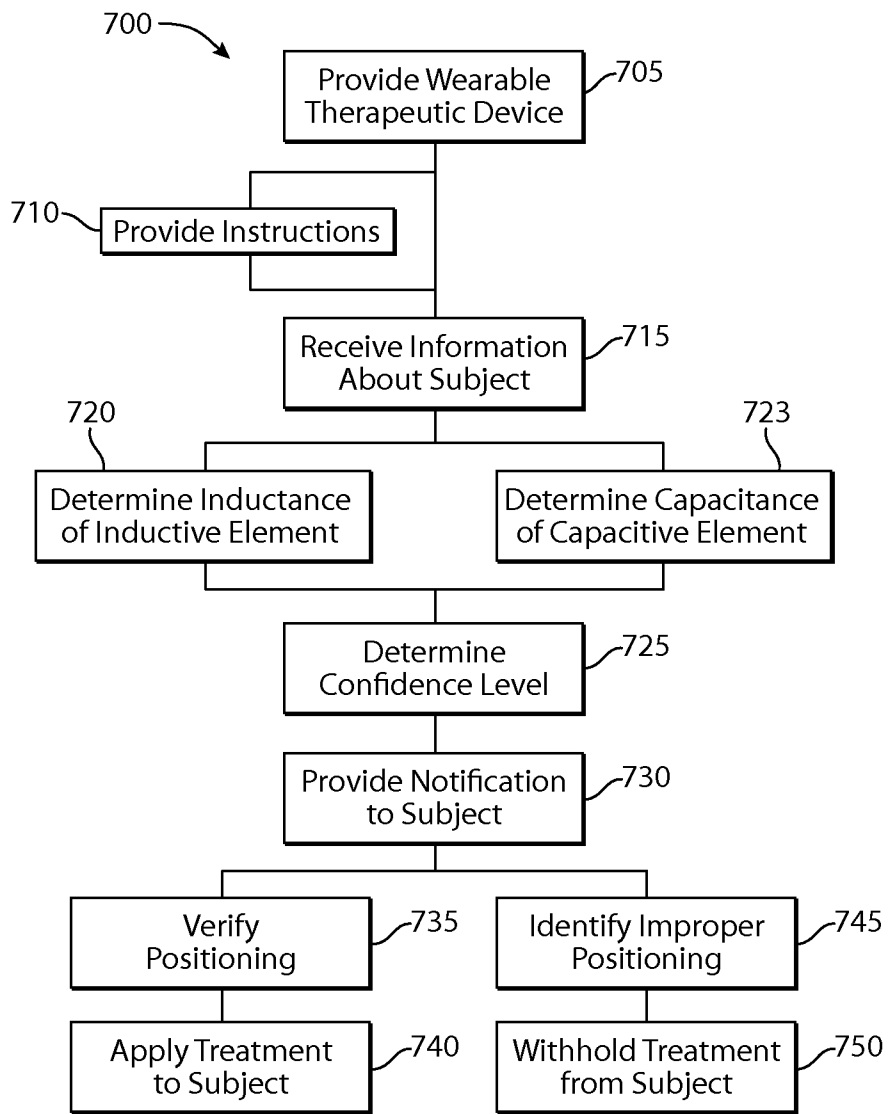 700
Provide Wearable
Therapeutic Device
705
710
Provide Instructions
Receive Information
About Subject
715
720
Determine Inductance
of Inductive Element
723
Determine Capacitance
of Capacitive Element
Determine
Confidence Level
725
Provide Notification
to Subject
730
Verify
Positioning
735
Identify Improper
Positioning
745
Apply Treatment
to Subject
740
Withhold Treatment
from Subject
750